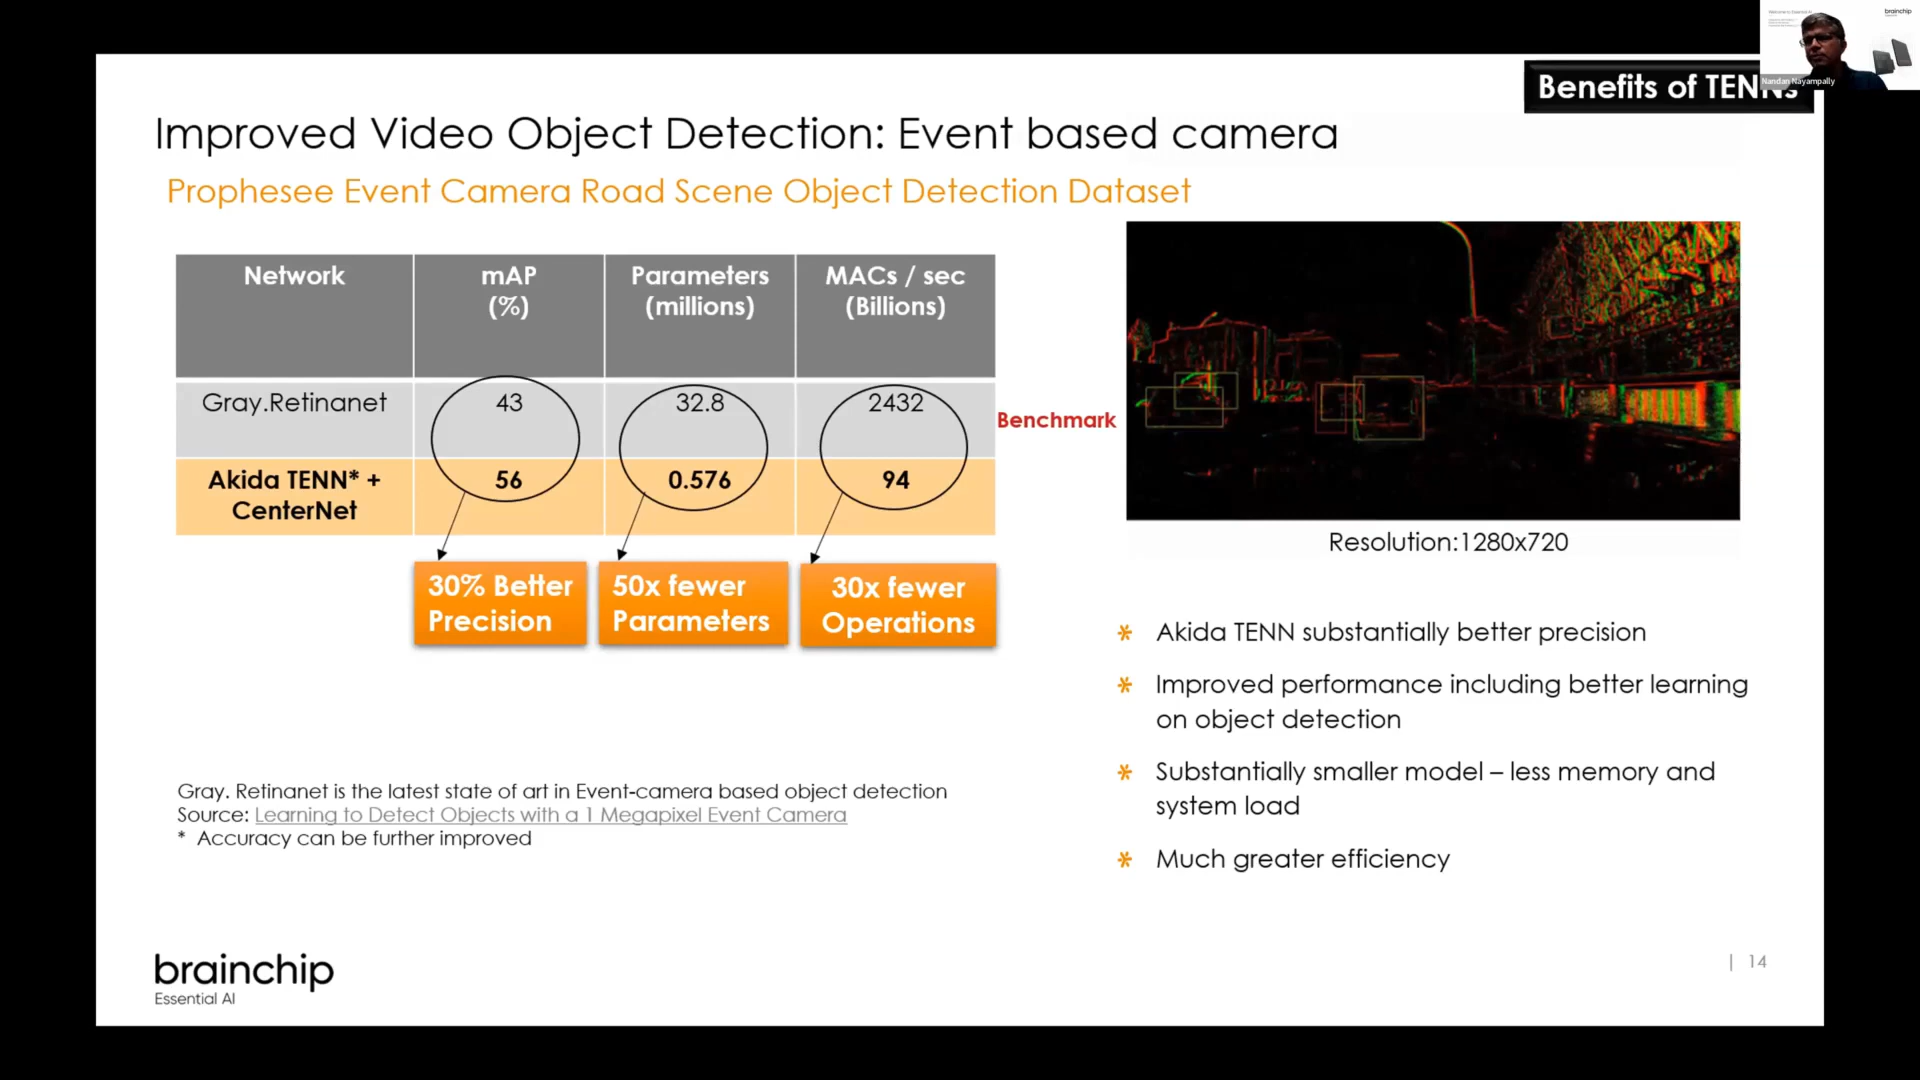 Benefits of TENNs
brainchip
Nandan Nayampally
Improved Video Object Detection: Event based camera
Prophesee Event Camera Road Scene Object Detection Dataset
Network
mAP
(%)
Parameters
(millions)
MACs / sec
(Billions)
Gray.Retinanet
43
32.8
2432
Benchmark
Akida TENN* +
CenterNet
56
0.576
94
30% Better
Precision
50x fewer
Parameters
30x fewer
Operations
Resolution:1280x720
* Akida TENN substantially better precision
* Improved performance including better learning
on object detection
* Substantially smaller model – less memory and
system load
* Much greater efficiency
Gray. Retinanet is the latest state of art in Event-camera based object detection
Source: Learning to Detect Objects with a 1 Megapixel Event Camera
* Accuracy can be further improved
brainchip
Essential AI
| 14